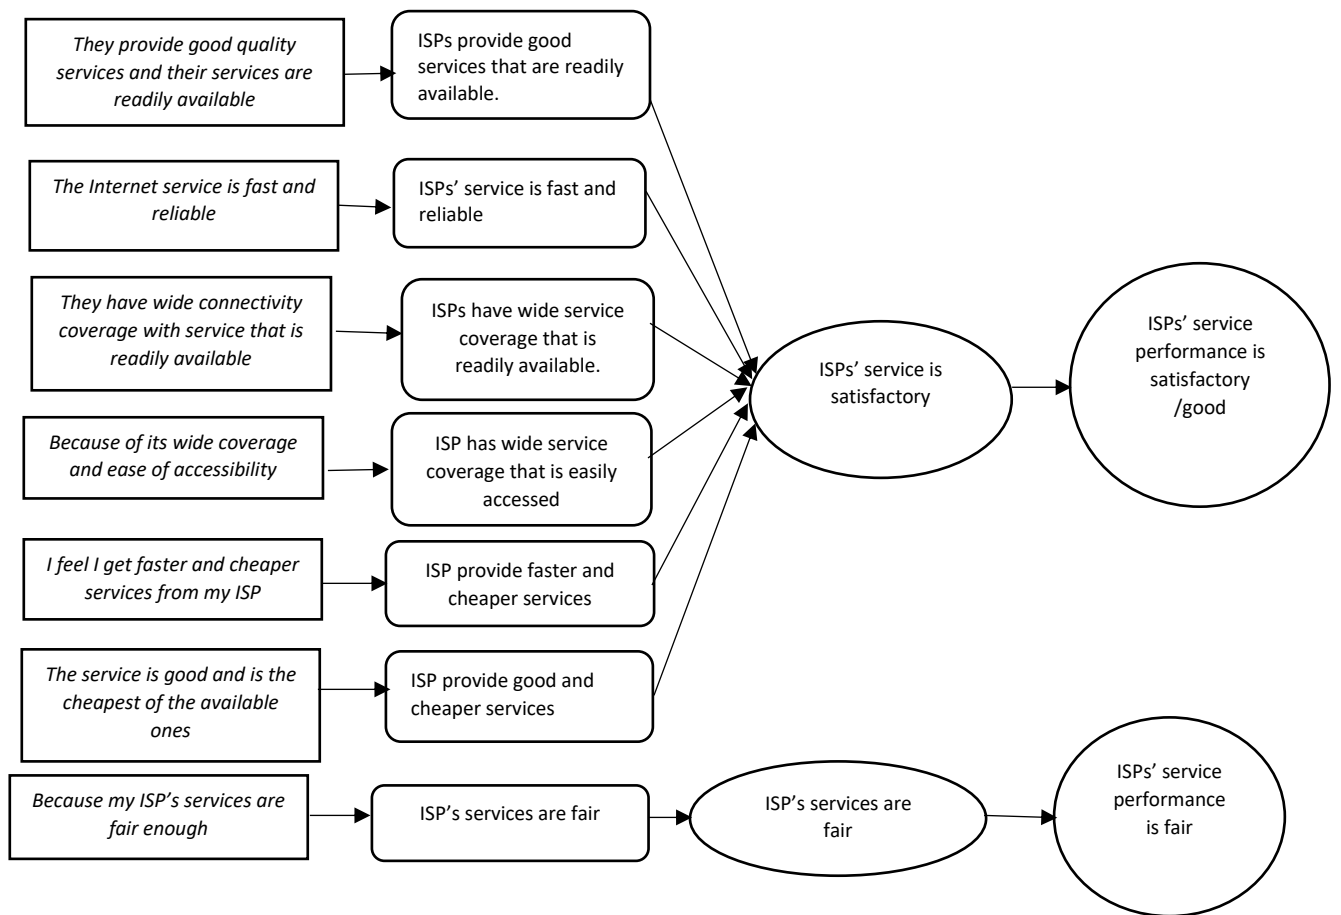 They provide good quality
services and their services are
readily available
ISPs provide good
services that are readily
available.
The Internet service is fast and
reliable
ISPs’ service is fast and
reliable
They have wide connectivity
coverage with service that is
readily available
ISPs have wide service
coverage that is
readily available.
Because of its wide coverage
and ease of accessibility
ISP has wide service
coverage that is easily
accessed
I feel I get faster and cheaper
services from my ISP
ISP provide faster and
cheaper services
The service is good and is the
cheapest of the available
ones
ISP provide good and
cheaper services
ISPs’ service is
satisfactory
ISPs’ service
performance is
satisfactory
/good
Because my ISP’s services are
fair enough
ISP’s services are fair
ISP’s services are
fair
ISPs’ service
performance
is fair